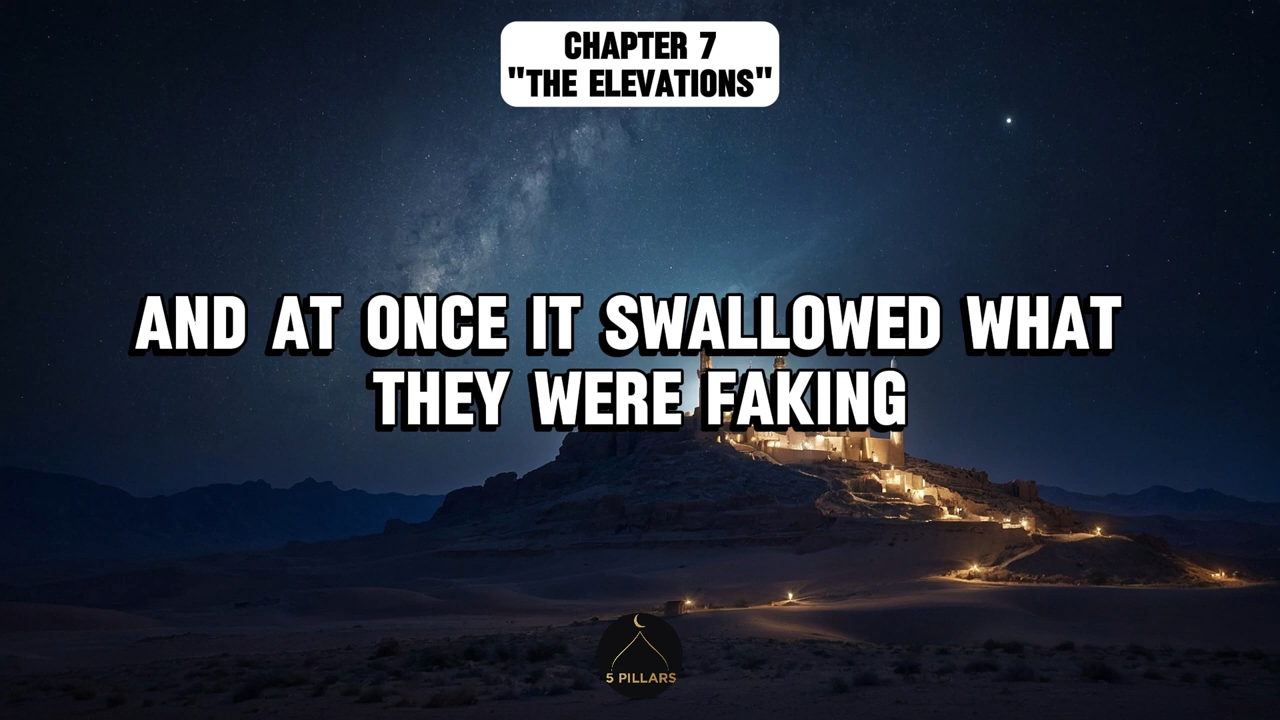 CHAPTER 7
"THE ELEVATIONS"
AND AT ONCE IT SWALLOWED WHAT
THEY WERE FAKING
5 PILLARS